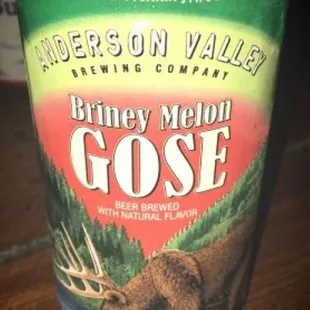 ANDERSON VALLEY
BREWING COMPANY
Briney Melon
GOSE
BEER BREWED
WITH NATURAL FLAVOR